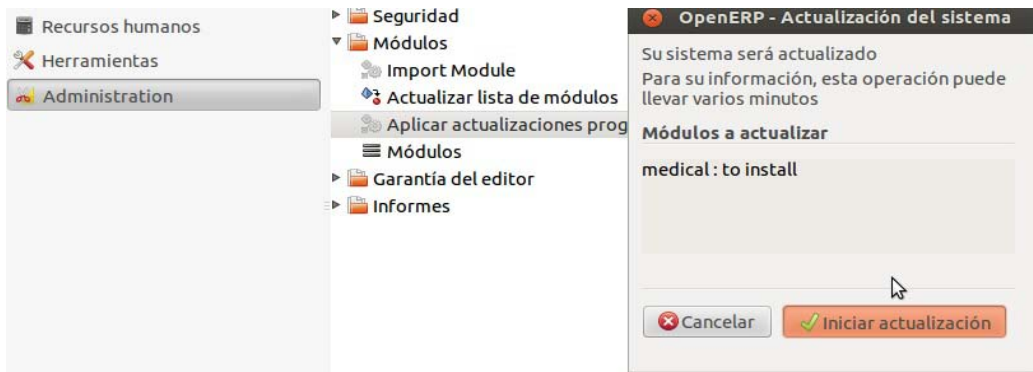 Recursos humanos
Herramientas
Administration
Seguridad
Módulos
Import Module
Actualizar lista de módulos
Aplicar actualizaciones prog
Módulos
Garantía del editor
Informes
OpenERP - Actualización del sistema
Su sistema será actualizado
Para su información, esta operación puede
llevar varios minutos
Módulos a actualizar
medical : to install
Cancelar
Iniciar actualización